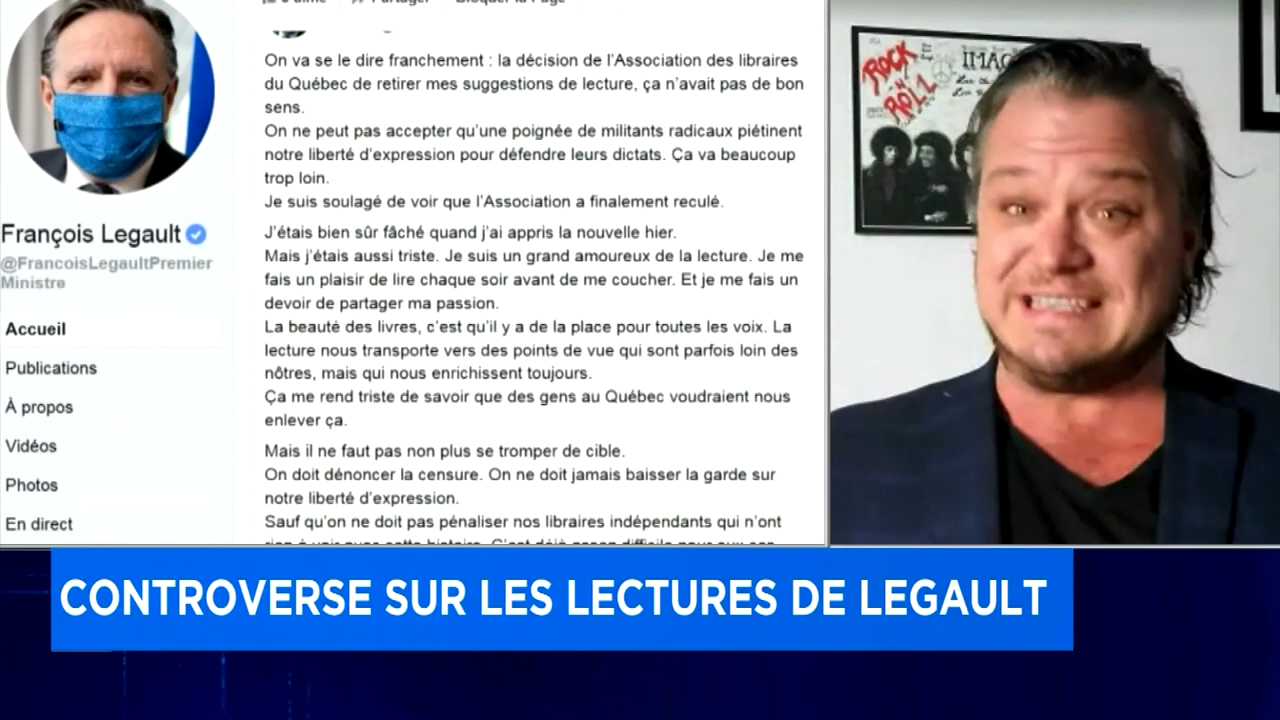 J'aime Partager Bloquer la Page
On va se le dire franchement : la décision de l'Association des libraires
du Québec de retirer mes suggestions de lecture, ça n'avait pas de bon
sens.
On ne peut pas accepter qu'une poignée de militants radicaux piétinent
notre liberté d'expression pour défendre leurs dictats. Ça va beaucoup
trop loin.
Je suis soulagé de voir que l'Association a finalement reculé.
J'étais bien sûr fâché quand j'ai appris la nouvelle hier.
Mais j'étais aussi triste. Je suis un grand amoureux de la lecture. Je me
fais un plaisir de lire chaque soir avant de me coucher. Et je me fais un
devoir de partager ma passion.
La beauté des livres, c'est qu'il y a de la place pour toutes les voix. La
lecture nous transporte vers des points de vue qui sont parfois loin des
nôtres, mais qui nous enrichissent toujours.
Ça me rend triste de savoir que des gens au Québec voudraient nous
enlever ça.
Mais il ne faut pas non plus se tromper de cible.
On doit dénoncer la censure. On ne doit jamais baisser la garde sur
notre liberté d'expression.
Sauf qu'on ne doit pas pénaliser nos libraires indépendants qui n'ont
François Legault
@FrancoisLegaultPremier
Ministre
Accueil
Publications
À propos
Vidéos
Photos
En direct
ROCK
N
ROLL
CONTROVERSE SUR LES LECTURES DE LEGAULT